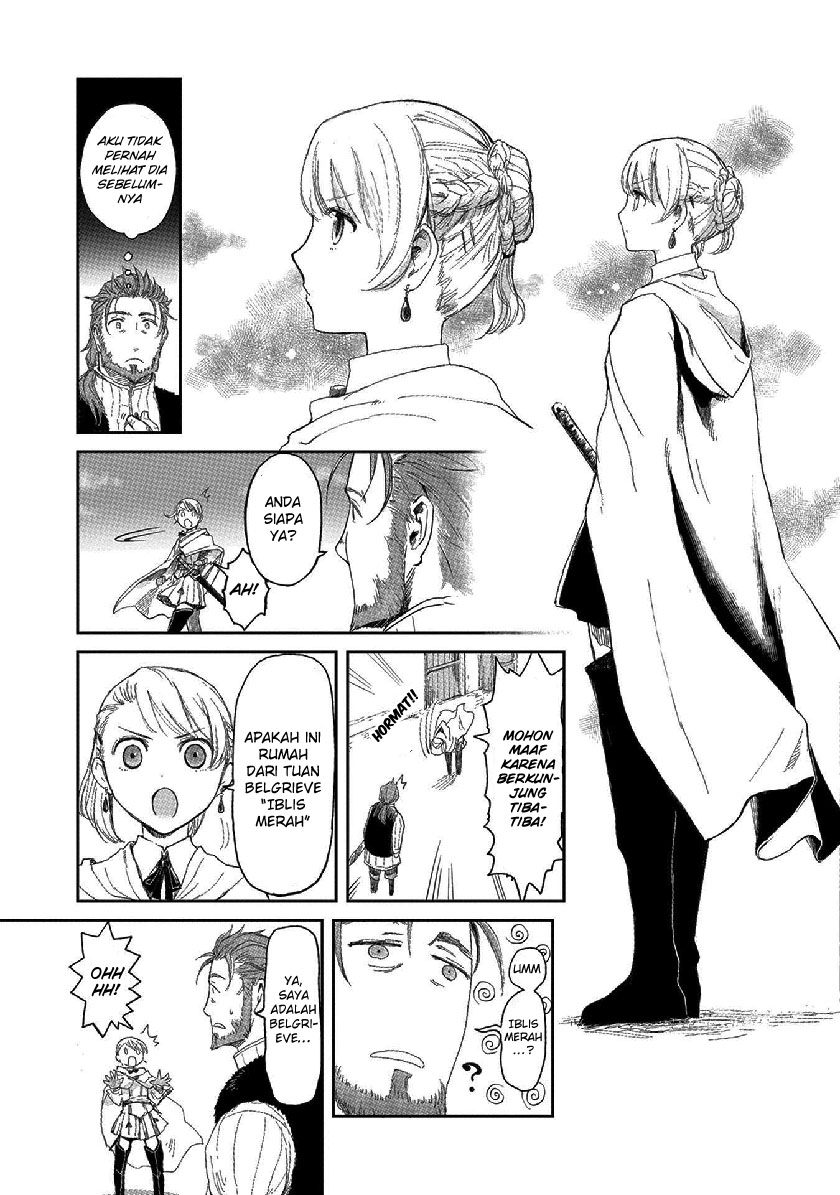 AKU TIDAK
PERNAH
MELIHAT DIA
SEBELUM-
NYA
ANDA
SIAPA
YA?
AH!
MOHON
MAAF
KARENA
BERKUN-
JUNG
TIBA-
TIBA!
HORMAT!!
APAKAH INI
RUMAH
DARI TUAN
BELGRIEVE
"IBLIS
MERAH"
UMM
IBLIS
MERAH
...?
?
YA,
SAYA
ADALAH
BELGRI-
EVE...
OHH
HH!